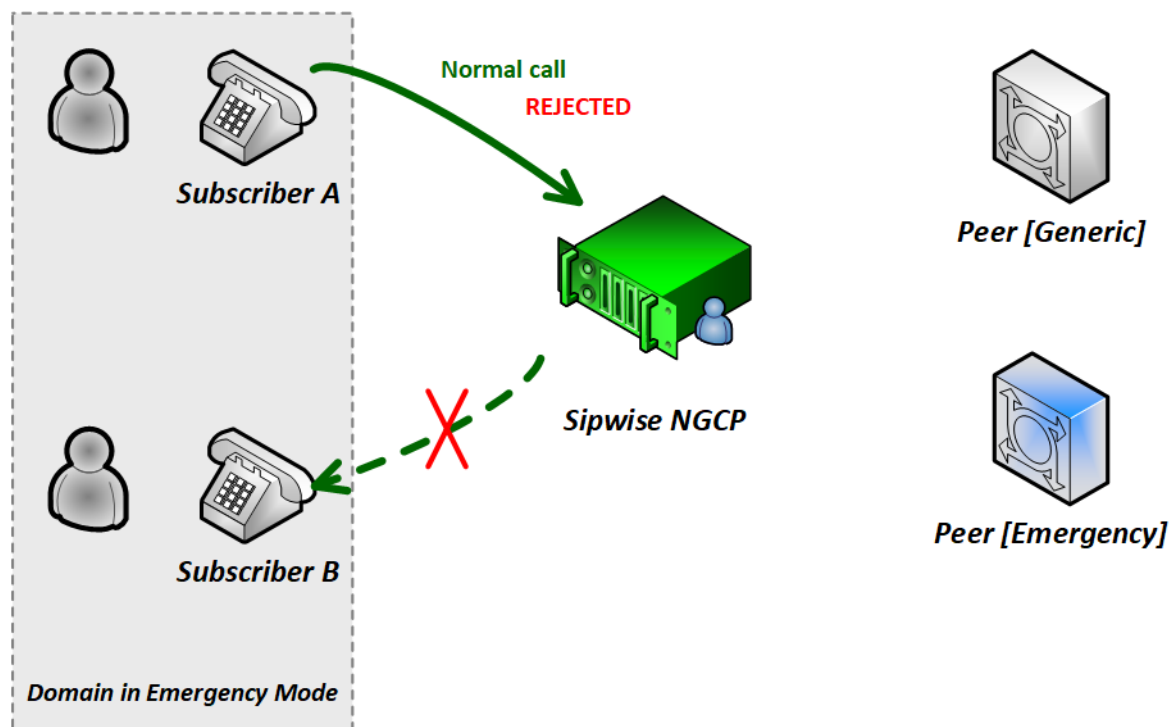 Normal call
REJECTED
Subscriber A
Peer [Generic]
Sipwise NGCP
Peer [Emergency]
Subscriber B
Domain in Emergency Mode